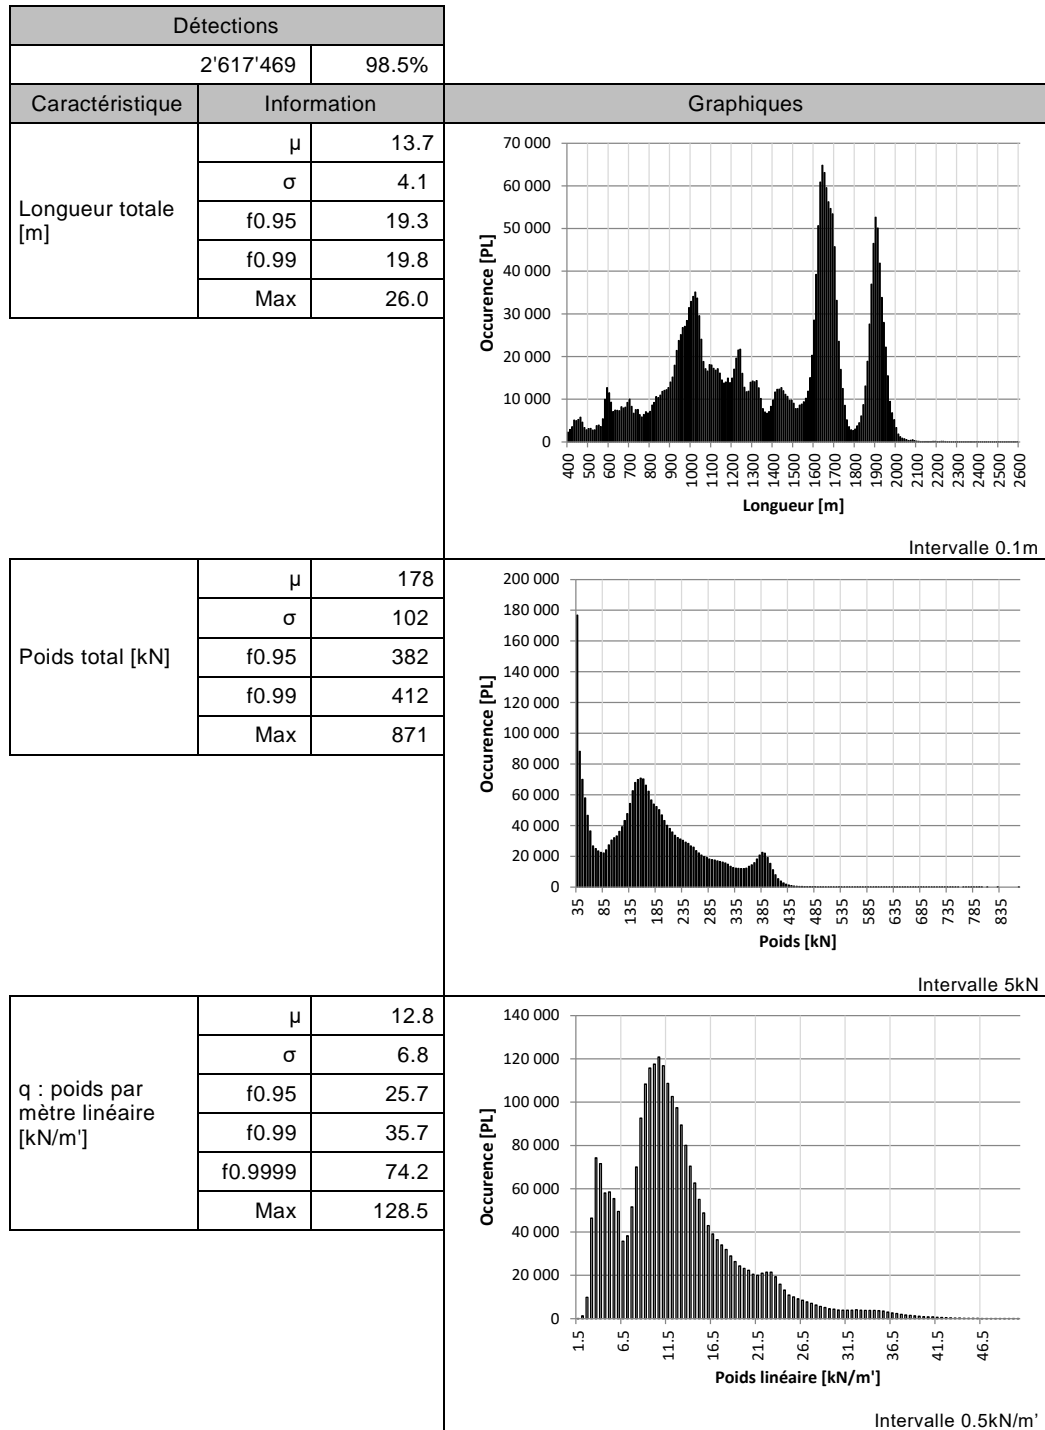 Détections
2'617'469 98.5%
Caractéristique Information Graphiques
Longueur totale
[m]
μ 13.7
σ 4.1
f0.95 19.3
f0.99 19.8
Max 26.0
70 000
60 000
50 000
40 000
30 000
20 000
10 000
0
Occurence [PL]
400 500 600 700 800 900 1000 1100 1200 1300 1400 1500 1600 1700 1800 1900 2000 2100 2200 2300 2400 2500 2600
Longueur [m]
Intervalle 0.1m
Poids total [kN]
μ 178
σ 102
f0.95 382
f0.99 412
Max 871
200 000
180 000
160 000
140 000
120 000
100 000
80 000
60 000
40 000
20 000
0
Occurence [PL]
35 85 135 185 235 285 335 385 435 485 535 585 635 685 735 785 835
Poids [kN]
Intervalle 5kN
q : poids par
mètre linéaire
[kN/m']
μ 12.8
σ 6.8
f0.95 25.7
f0.99 35.7
f0.9999 74.2
Max 128.5
140 000
120 000
100 000
80 000
60 000
40 000
20 000
0
Occurence [PL]
1.5 6.5 11.5 16.5 21.5 26.5 31.5 36.5 41.5 46.5
Poids linéaire [kN/m']
Intervalle 0.5kN/m’